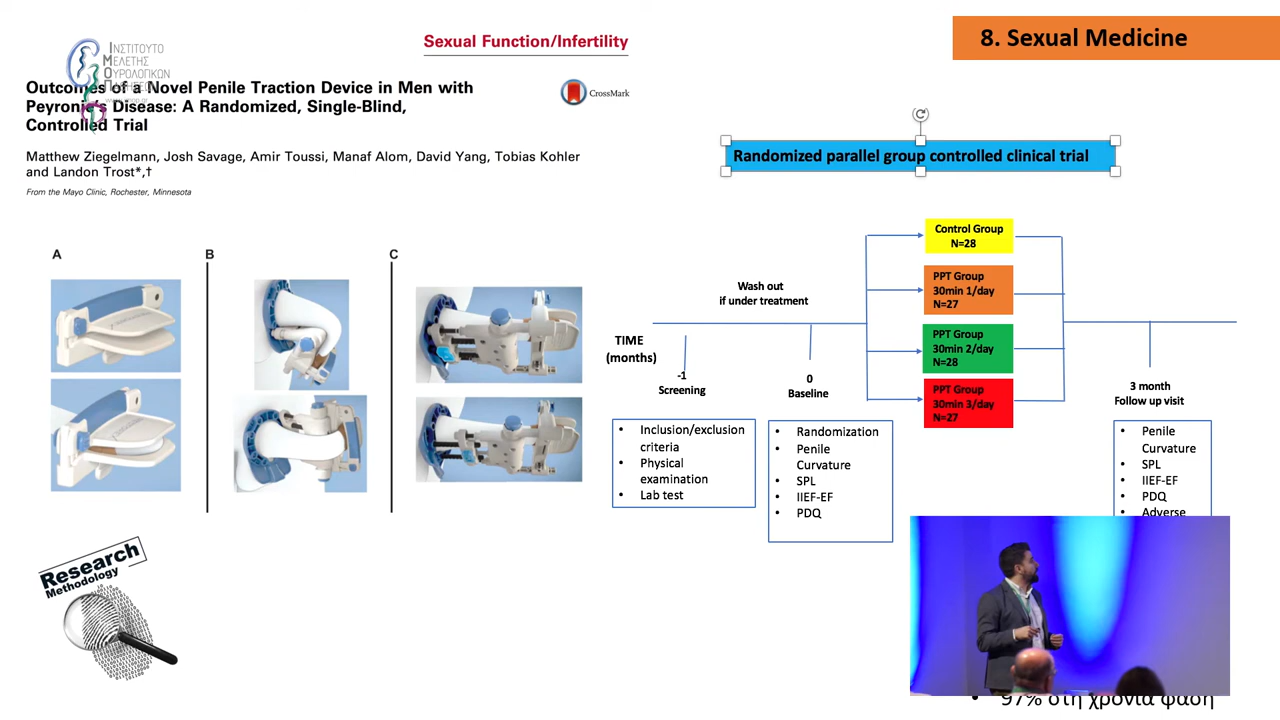 ΙΝΣΤΙΤΟΥΤΟ
ΜΕΛΕΤΗΣ
ΟΥΡΟΛΟΓΙΚΩΝ
Sexual Function/Infertility
8. Sexual Medicine
Outcomes of a Novel Penile Traction Device in Men with
Peyronie's Disease: A Randomized, Single-Blind,
Controlled Trial
CrossMark
Matthew Ziegelmann, Josh Savage, Amir Toussi, Manaf Alom, David Yang, Tobias Kohler
and Landon Trost*,†
From the Mayo Clinic, Rochester, Minnesota
A
B
C
Research
Methodology
Randomized parallel group controlled clinical trial
Wash out
if under treatment
Control Group
N=28
PPT Group
30min 1/day
N=27
PPT Group
30min 2/day
N=28
PPT Group
30min 3/day
N=27
TIME
(months)
-1
Screening
0
Baseline
3 month
Follow up visit
• Inclusion/exclusion
criteria
• Physical
examination
• Lab test
• Randomization
• Penile
Curvature
• SPL
• IIEF-EF
• PDQ
• Penile
Curvature
• SPL
• IIEF-EF
• PDQ
• Adverse
• 97% στη χρόνια φάση